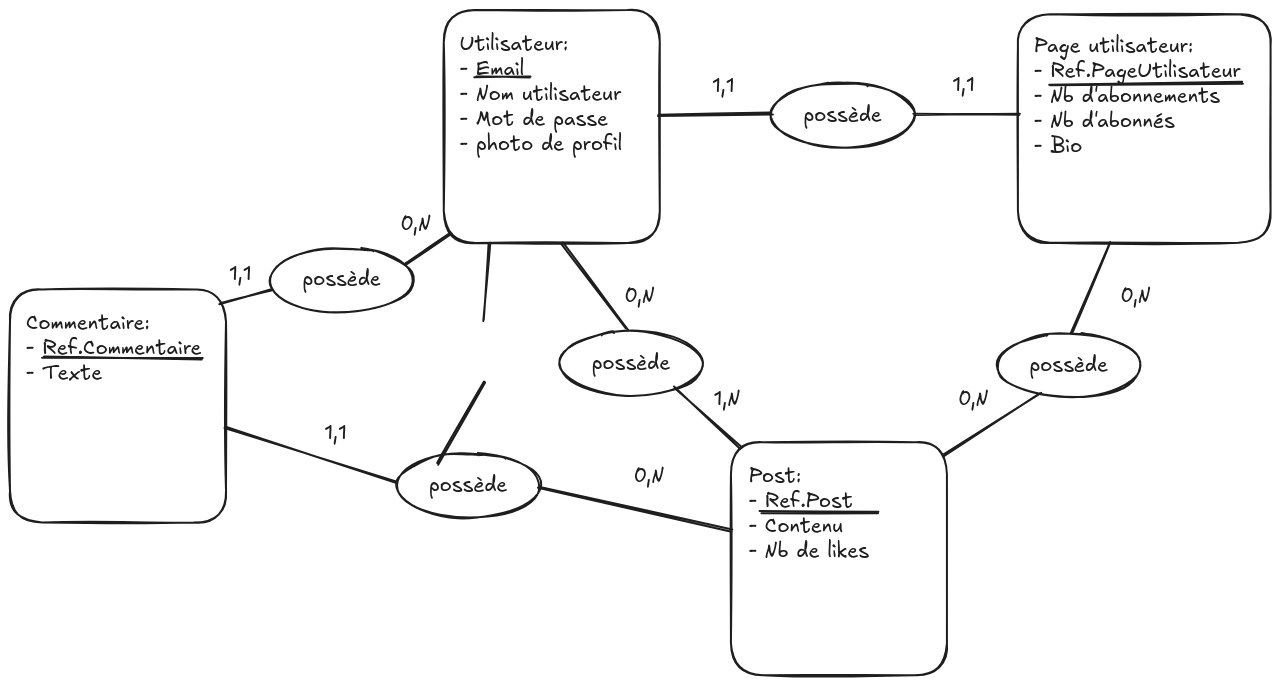 Utilisateur:
- Email
- Nom utilisateur
- Mot de passe
- photo de profil
1,1
possède
1,1
Page utilisateur:
- Ref.PageUtilisateur
- Nb d'abonnements
- Nb d'abonnés
- Bio
0,N
possède
1,1
Commentaire:
- Ref.Commentaire
- Texte
0,N
possède
1,N
0,N
possède
0,N
1,1
possède
0,N
Post:
- Ref.Post
- Contenu
- Nb de likes